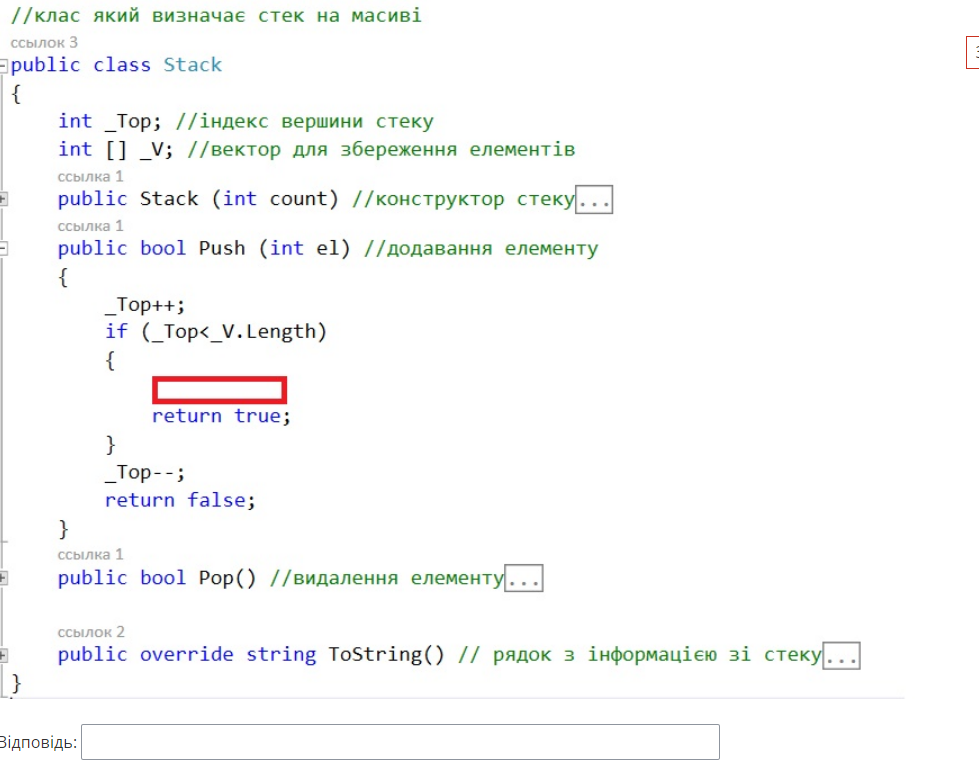 //клас який визначає стек на масиві
ссылок 3
public class Stack
{
int _Top; //індекс вершини стеку
int [] _V; //вектор для збереження елементів
ссылка 1
public Stack (int count) //конструктор стеку...
ссылка 1
public bool Push (int el) //додавання елементу
{
_Top++;
if (_Top<_V.Length)
{
return true;
}
_Top--;
return false;
}
ссылка 1
public bool Pop() //видалення елементу...
ссылок 2
public override string ToString() // рядок з інформацією зі стеку...
}
Відповідь: